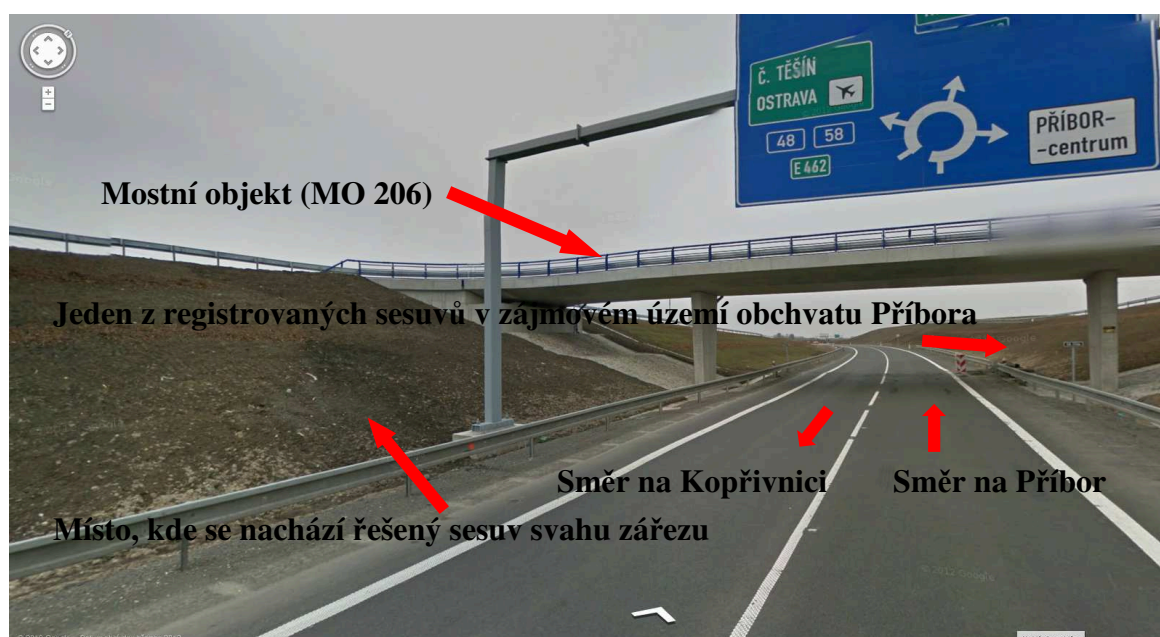 Č. TĚŠÍN
OSTRAVA
48 58
E 462
PŘÍBOR-
-centrum
Mostní objekt (MO 206)
Jeden z registrovaných sesuvů v zájmovém území obchvatu Příbora
Směr na Kopřivnici Směr na Příbor
Místo, kde se nachází řešený sesuv svahu zářezu